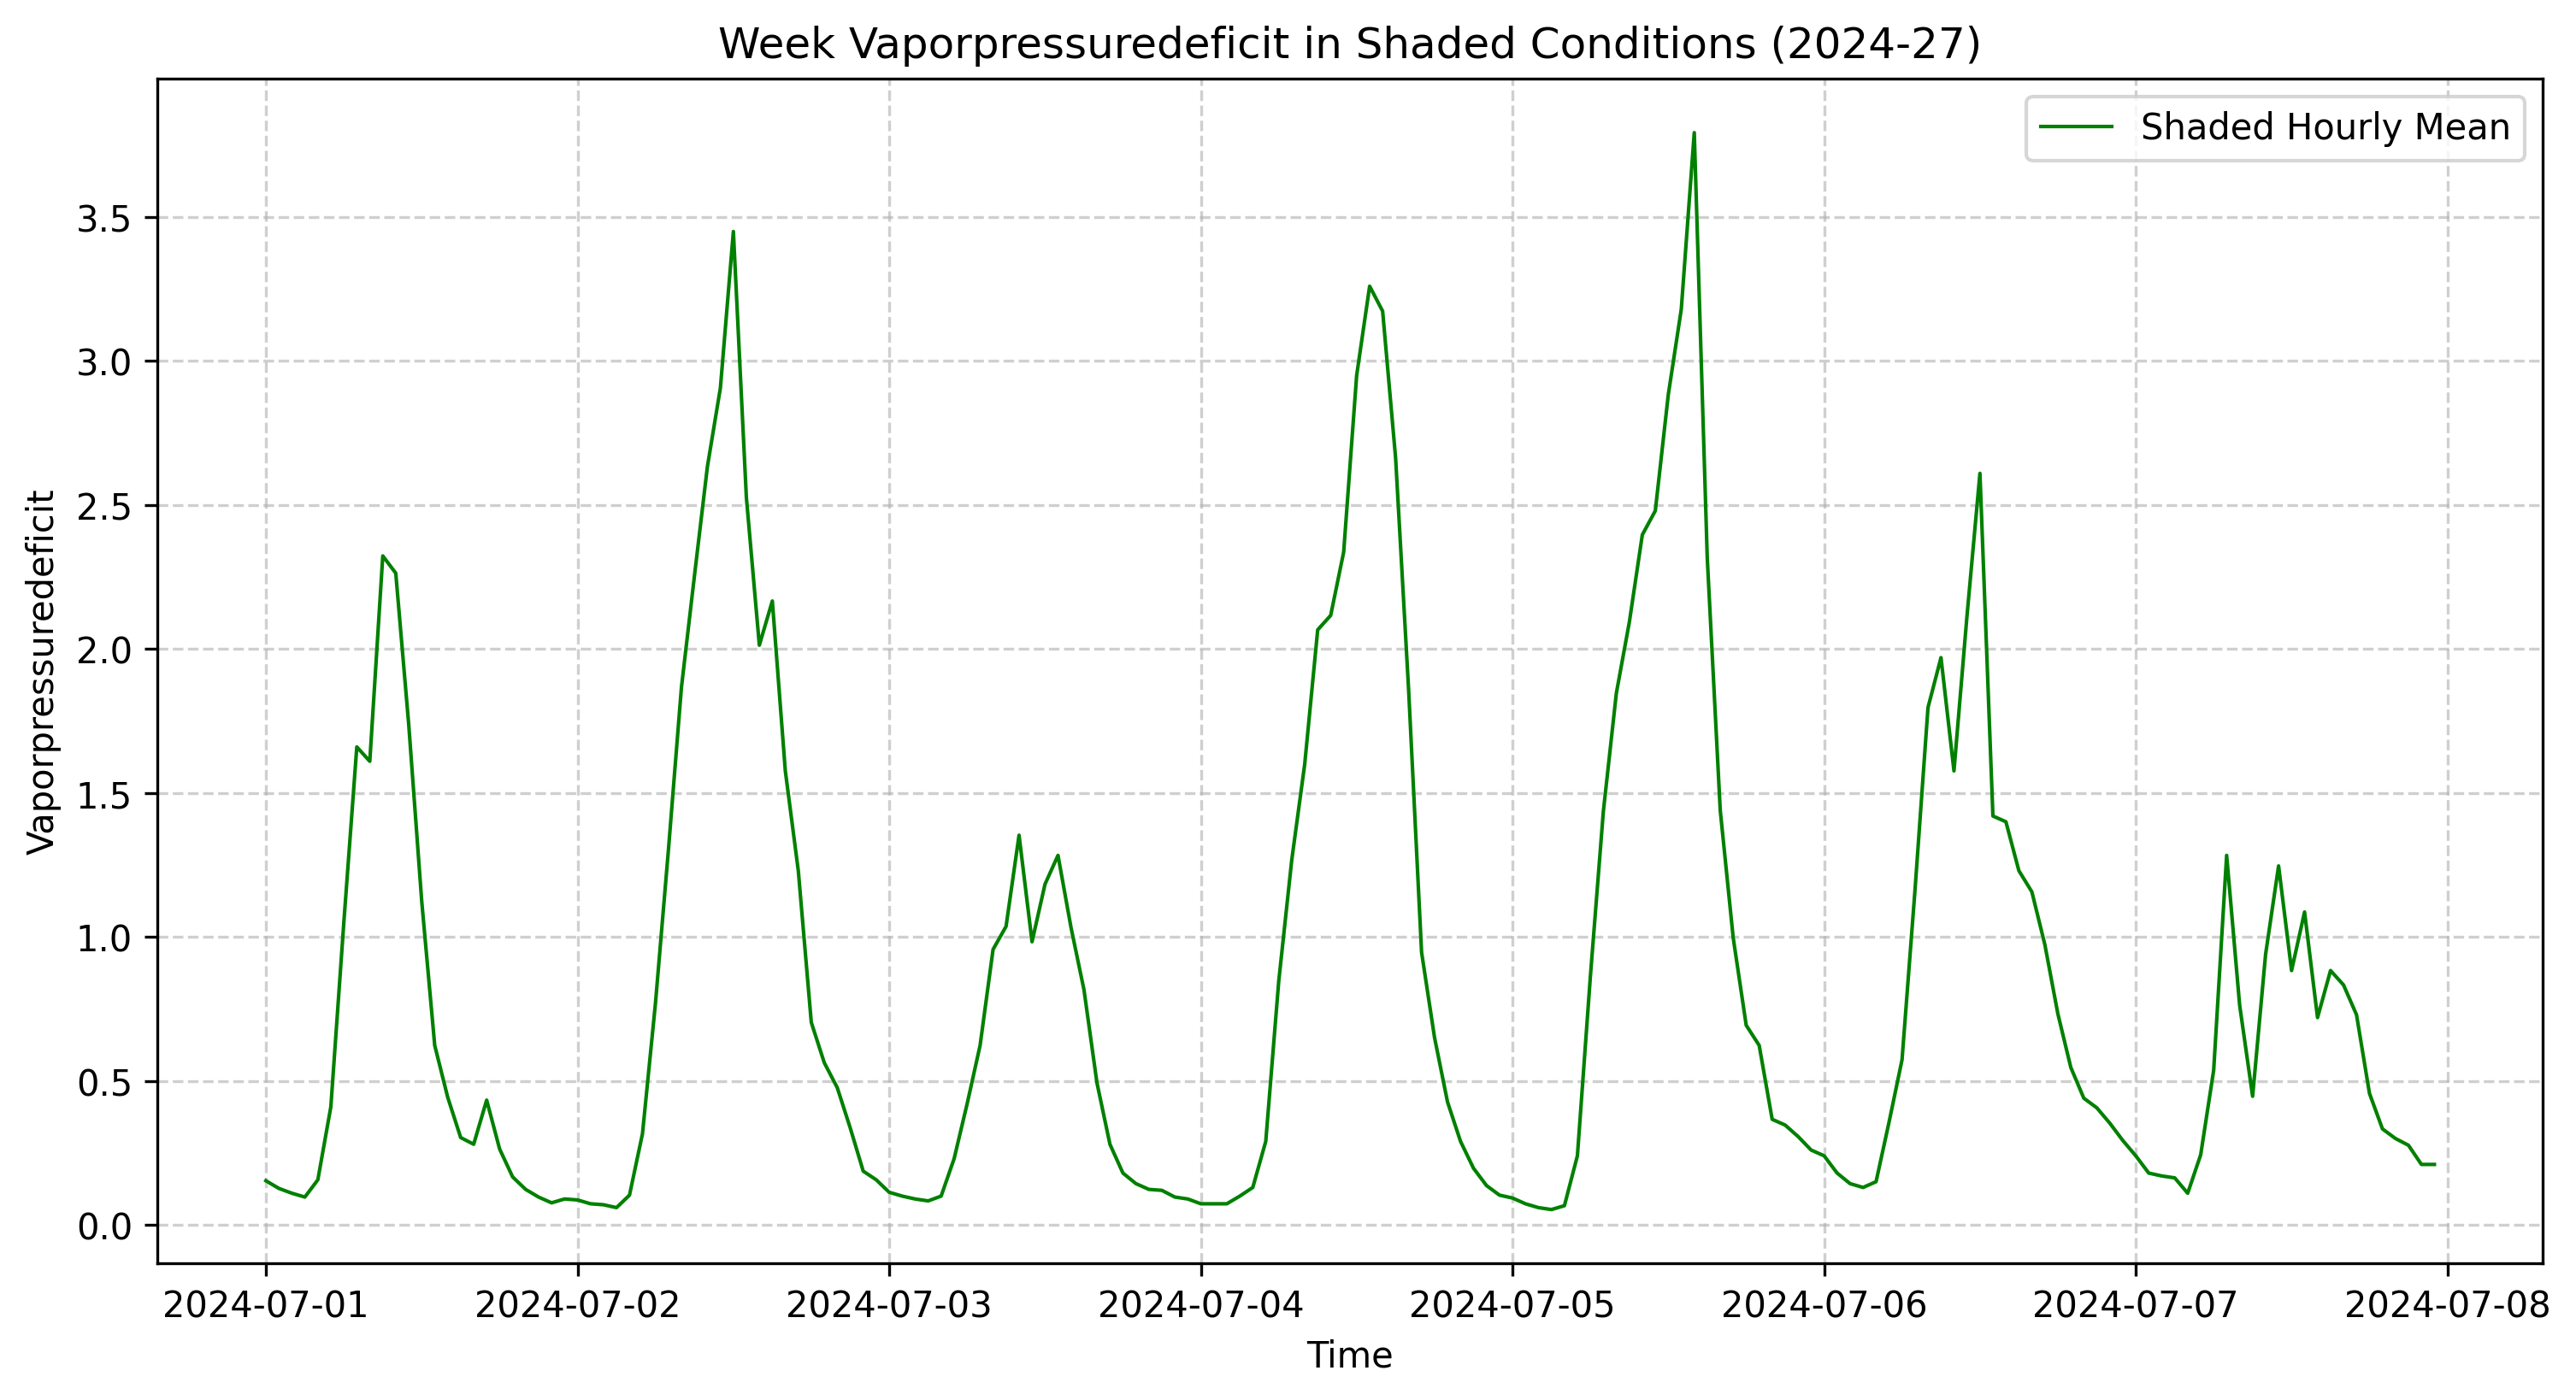 Week Vaporpressuredeficit in Shaded Conditions (2024-27)
Shaded Hourly Mean
Vaporpressuredeficit
3.5
3.0
2.5
2.0
1.5
1.0
0.5
0.0
2024-07-01 2024-07-02 2024-07-03 2024-07-04 2024-07-05 2024-07-06 2024-07-07 2024-07-08
Time